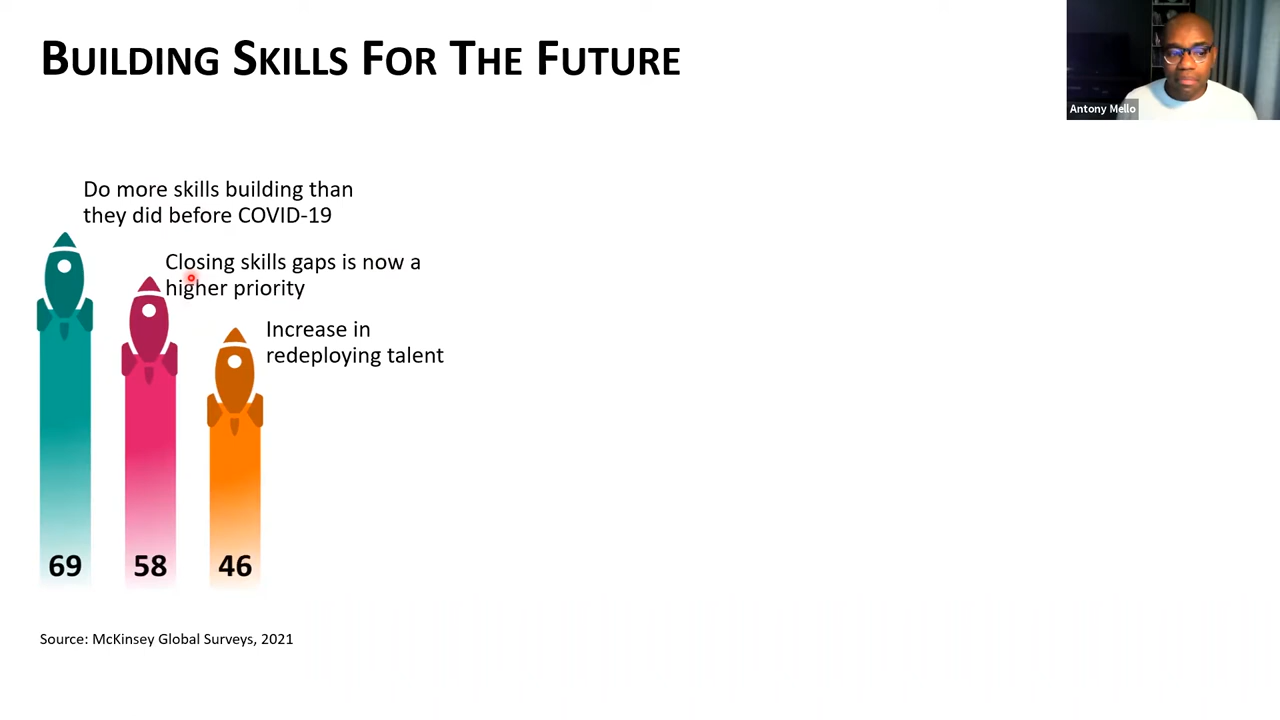 BUILDING SKILLS FOR THE FUTURE
Antony Mello
Do more skills building than
they did before COVID-19
Closing skills gaps is now a
higher priority
Increase in
redeploying talent
69 58 46
Source: McKinsey Global Surveys, 2021